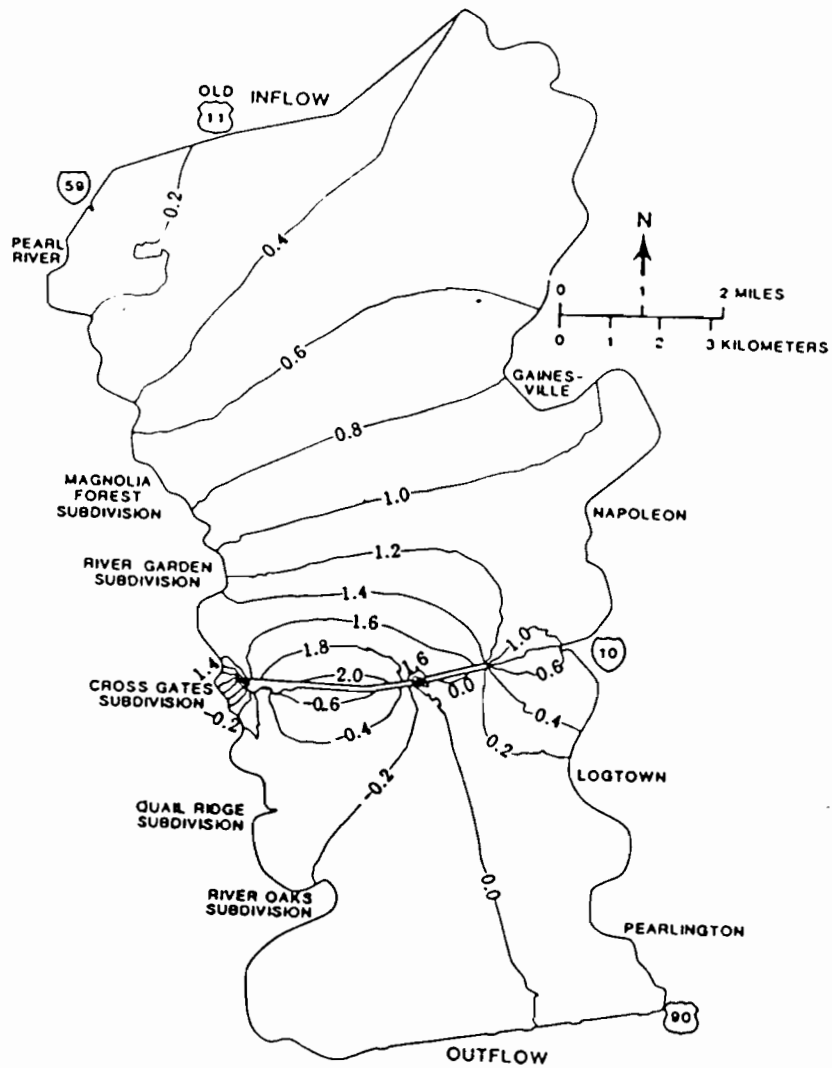 OLD
11
INFLOW
59
-0.2
PEARL
RIVER
0.4
N
0 1 2 MILES
0 1 2 3 KILOMETERS
0.6
GAINES-
VILLE
0.8
MAGNOLIA
FOREST
SUBDIVISION
1.0
NAPOLEON
RIVER GARDEN
SUBDIVISION
1.2
1.4
1.6
1.8
1.6
1.0
10
1.4
2.0
0.0
0.6
CROSS GATES
SUBDIVISION
-0.6
-0.2
-0.4
0.4
0.2
-0.2
LOGTOWN
QUAIL RIDGE
SUBDIVISION
0.0
RIVER OAKS
SUBDIVISION
PEARLINGTON
90
OUTFLOW